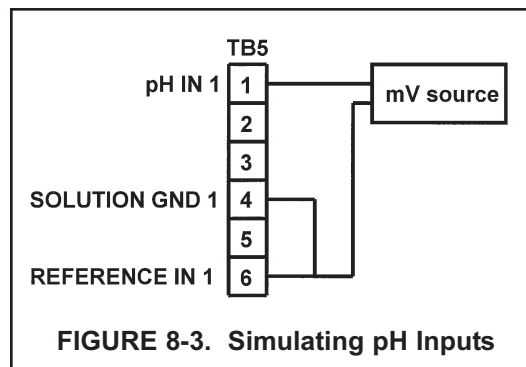 TB5
pH IN 1 1 mV source
2
3
SOLUTION GND 1 4
5
REFERENCE IN 1 6
FIGURE 8-3. Simulating pH Inputs